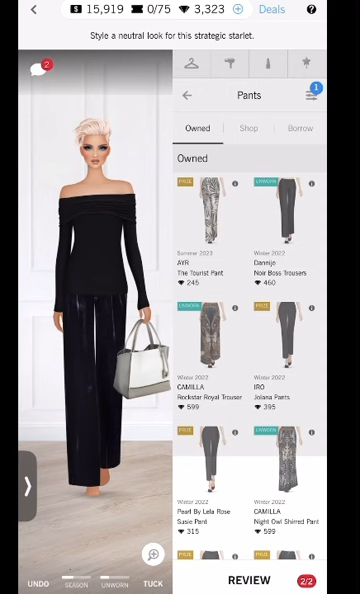 $ 15,919 0/75 3,323 Deals ?
Style a neutral look for this strategic starlet.
2
Pants
1
Owned Shop Borrow
Owned
PRIZE
UNWORN
Summer 2023
AYR
The Tourist Pant
245
Winter 2022
Dannijo
Noir Boss Trousers
460
UNWORN
PRIZE
Winter 2022
CAMILLA
Rockstar Royal Trouser
599
Winter 2022
IRO
Jolana Pants
395
PRIZE
UNWORN
Winter 2022
Pearl By Lela Rose
Susie Pant
315
Winter 2022
CAMILLA
Night Owl Shirred Pant
599
UNDO SEASON UNWORN TUCK
REVIEW 2/2